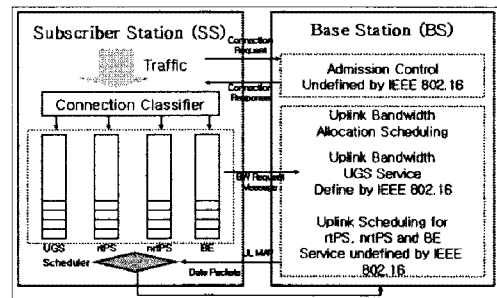 Subscriber Station (SS)
Traffic
Connection Classifier
UGS
rtPS
nrtPS
BE
Scheduler
Connection
Request
Connection
Response
BW Request
Message
UL MAP
Data Packets
Base Station (BS)
Admission Control
Undefined by IEEE 802.16
Uplink Bandwidth
Allocation Scheduling
Uplink Bandwidth
UGS Service
Define by IEEE 802.16
Uplink Scheduling for
rtPS, nrtPS and BE
Service undefined by IEEE
802.16